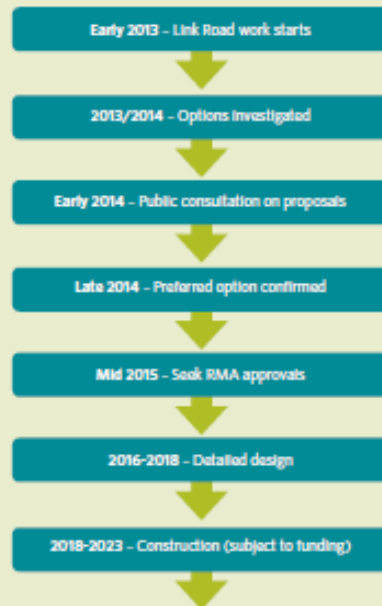 Early 2013 – Link Road work starts
2013/2014 – Options investigated
Early 2014 – Public consultation on proposals
Late 2014 – Preferred option confirmed
Mid 2015 – Seek RMA approvals
2016-2018 – Detailed design
2018-2023 – Construction (subject to funding)